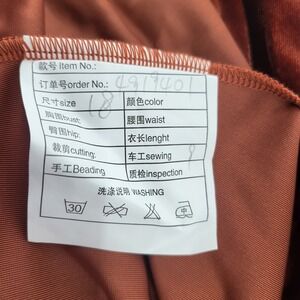 款号Item No.:
订单号order No.: 4919401
尺寸size 18 颜色color
胸围bust: 腰围waist
臀围hip: 衣长lenght
裁剪cutting: 车工sewing 9
手工Beading 质检inspection
洗涤说明 WASHING
30 中